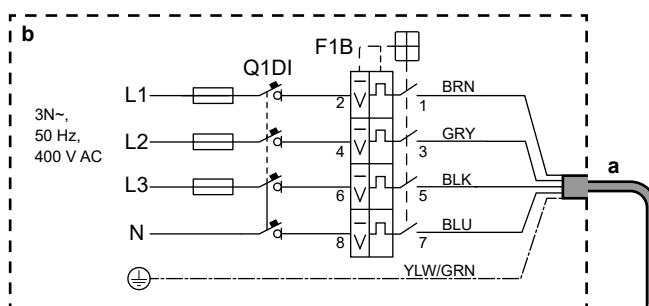 b
F1B
Q1DI
3N~,
50 Hz,
400 V AC
L1
2
1
BRN
L2
4
3
GRY
L3
6
5
BLK
N
8
7
BLU
YLW/GRN
a